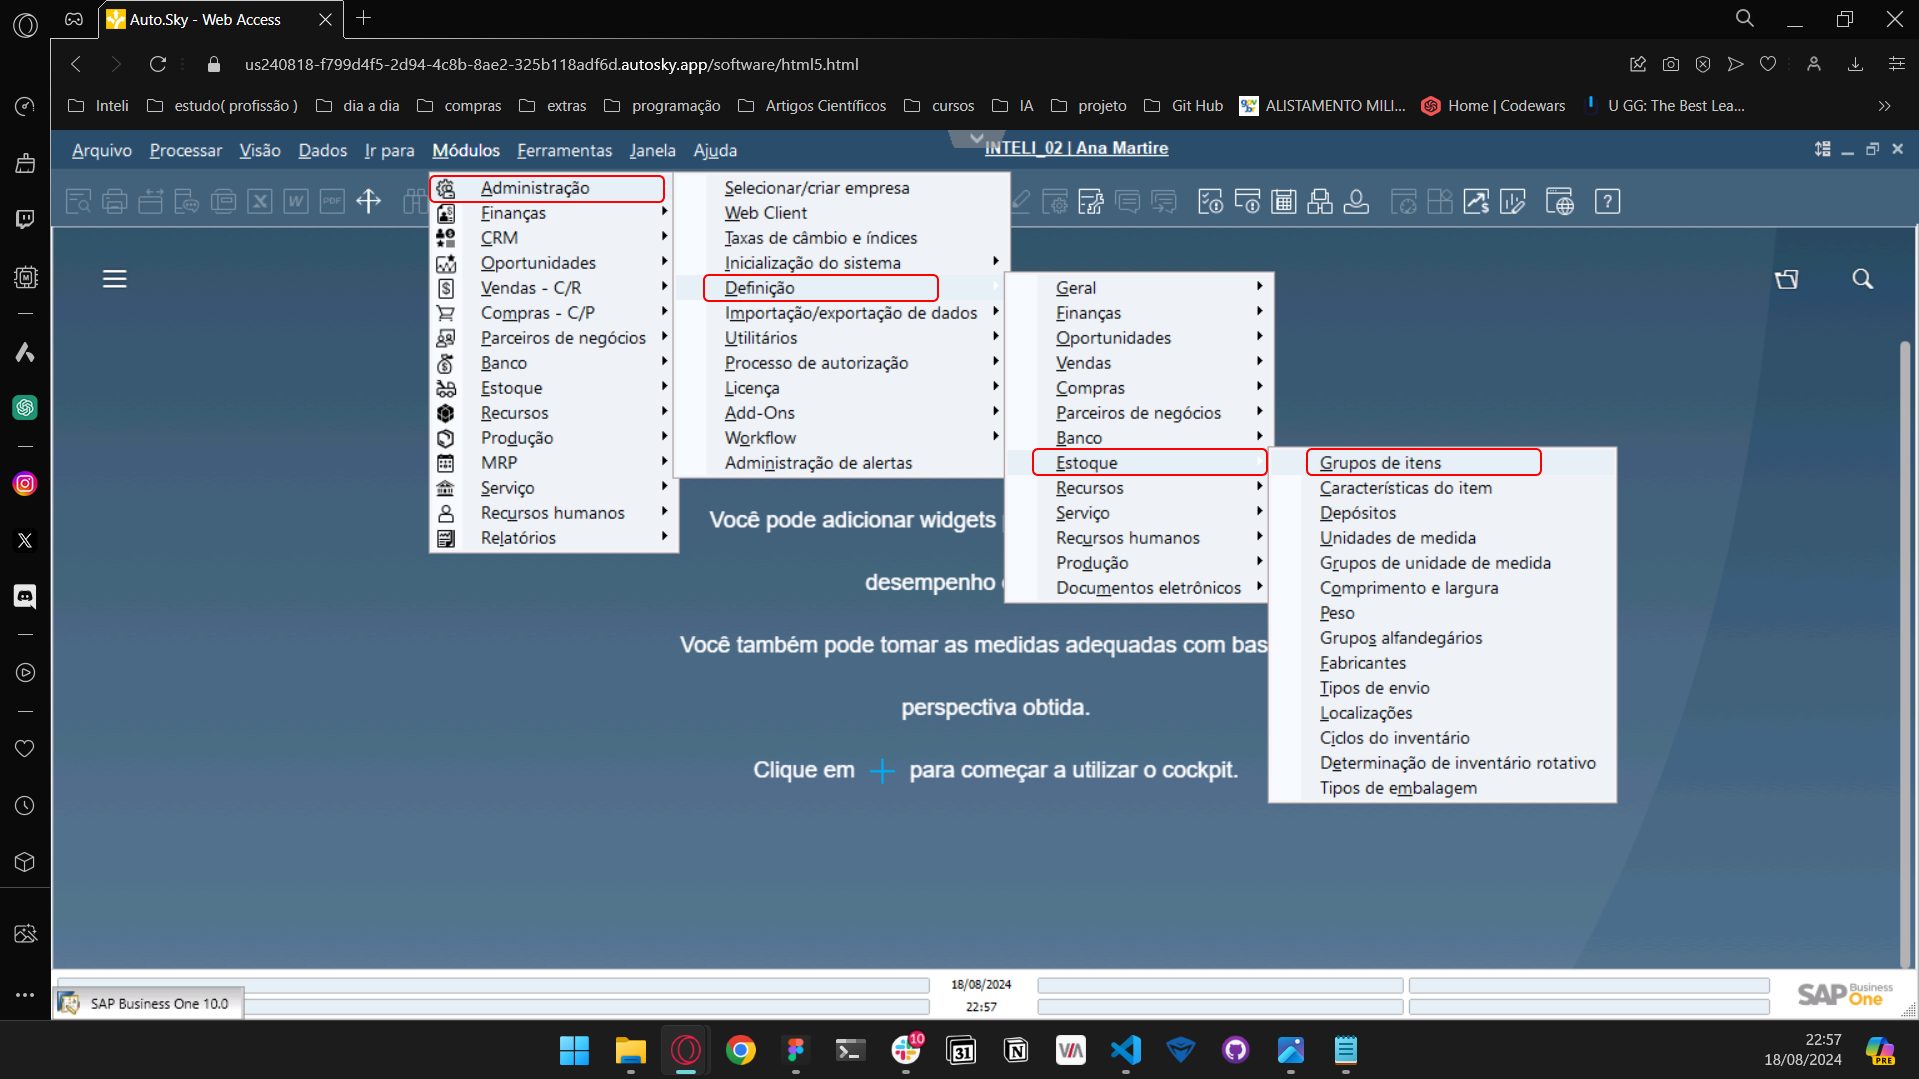 Auto.Sky - Web Access
us240818-f799d4f5-2d94-4c8b-8ae2-325b118adf6d.autosky.app/software/html5.html
Inteli estudo( profissão ) dia a dia compras extras programação Artigos Científicos cursos IA projeto Git Hub gov br ALISTAMENTO MILI... Home | Codewars U GG: The Best Lea...
Arquivo Processar Visão Dados Ir para Módulos Ferramentas Janela Ajuda INTELI_02 | Ana Martire
Administração
Finanças
CRM
Oportunidades
Vendas - C/R
Compras - C/P
Parceiros de negócios
Banco
Estoque
Recursos
Produção
MRP
Serviço
Recursos humanos
Relatórios
Selecionar/criar empresa
Web Client
Taxas de câmbio e índices
Inicialização do sistema
Definição
Importação/exportação de dados
Utilitários
Processo de autorização
Licença
Add-Ons
Workflow
Administração de alertas
Geral
Finanças
Oportunidades
Vendas
Compras
Parceiros de negócios
Banco
Estoque
Recursos
Serviço
Recursos humanos
Produção
Documentos eletrônicos
Grupos de itens
Características do item
Depósitos
Unidades de medida
Grupos de unidade de medida
Comprimento e largura
Peso
Grupos alfandegários
Fabricantes
Tipos de envio
Localizações
Ciclos do inventário
Determinação de inventário rotativo
Tipos de embalagem
Você pode adicionar widgets
desempenho
Você também pode tomar as medidas adequadas com bas
perspectiva obtida.
Clique em + para começar a utilizar o cockpit.
18/08/2024
22:57
SAP Business One 10.0
SAP Business One
10
31
22:57
18/08/2024
PRE